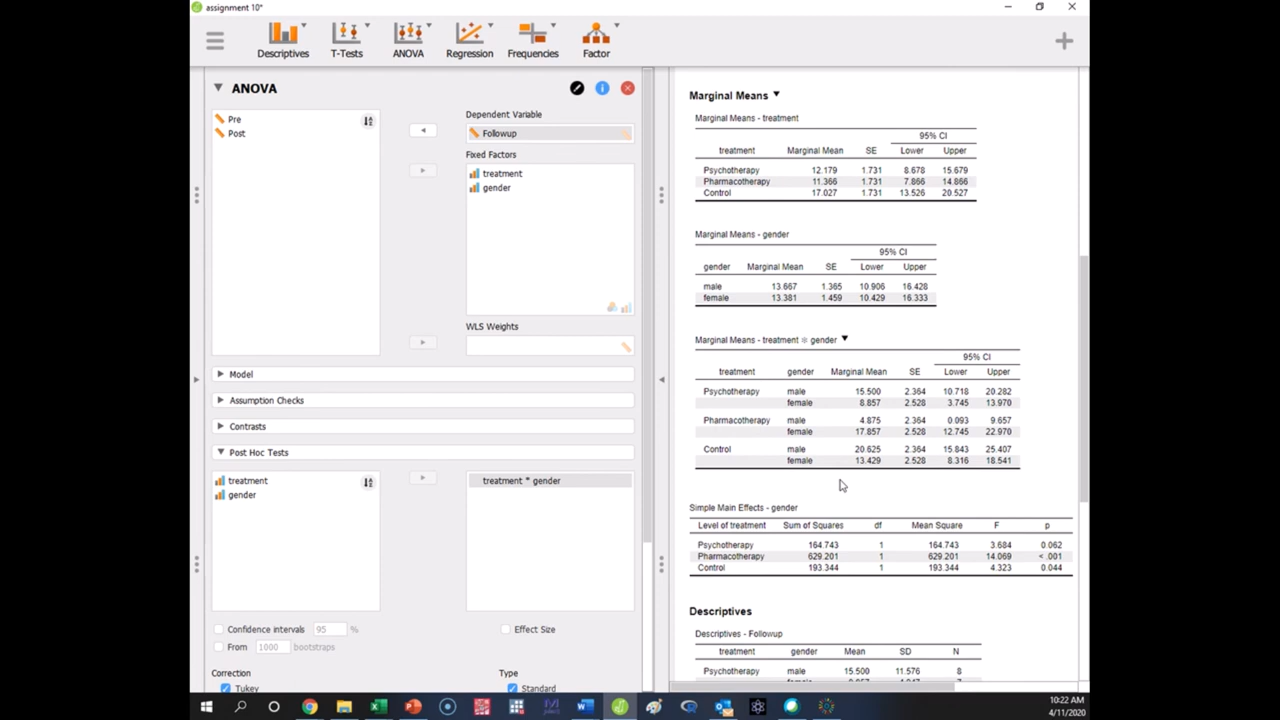 assignment 10*
Descriptives T-Tests ANOVA Regression Frequencies Factor
ANOVA
Pre
Post
Dependent Variable
Followup
Fixed Factors
treatment
gender
WLS Weights
Model
Assumption Checks
Contrasts
Post Hoc Tests
treatment
gender
treatment * gender
Confidence intervals 95 %
Effect Size
From 1000 bootstraps
Correction
Type
Tukey
Standard
Marginal Means
Marginal Means - treatment
95% CI
treatment Marginal Mean SE Lower Upper
Psychotherapy 12.179 1.731 8.678 15.679
Pharmacotherapy 11.366 1.731 7.866 14.866
Control 17.027 1.731 13.526 20.527
Marginal Means - gender
95% CI
gender Marginal Mean SE Lower Upper
male 13.667 1.365 10.906 16.428
female 13.381 1.459 10.429 16.333
Marginal Means - treatment * gender
95% CI
treatment gender Marginal Mean SE Lower Upper
Psychotherapy male 15.500 2.364 10.718 20.282
female 8.857 2.528 3.745 13.970
Pharmacotherapy male 4.875 2.364 0.093 9.657
female 17.857 2.528 12.745 22.970
Control male 20.625 2.364 15.843 25.407
female 13.429 2.528 8.316 18.541
Simple Main Effects - gender
Level of treatment Sum of Squares df Mean Square F p
Psychotherapy 164.743 1 164.743 3.684 0.062
Pharmacotherapy 629.201 1 629.201 14.069 < .001
Control 193.344 1 193.344 4.323 0.044
Descriptives
Descriptives - Followup
treatment gender Mean SD N
Psychotherapy male 15.500 11.576 8
10:22 AM
4/11/2020